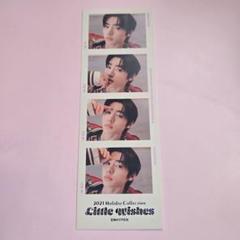 2021 Holiday Collection
Little Wishes
ENHYPEN